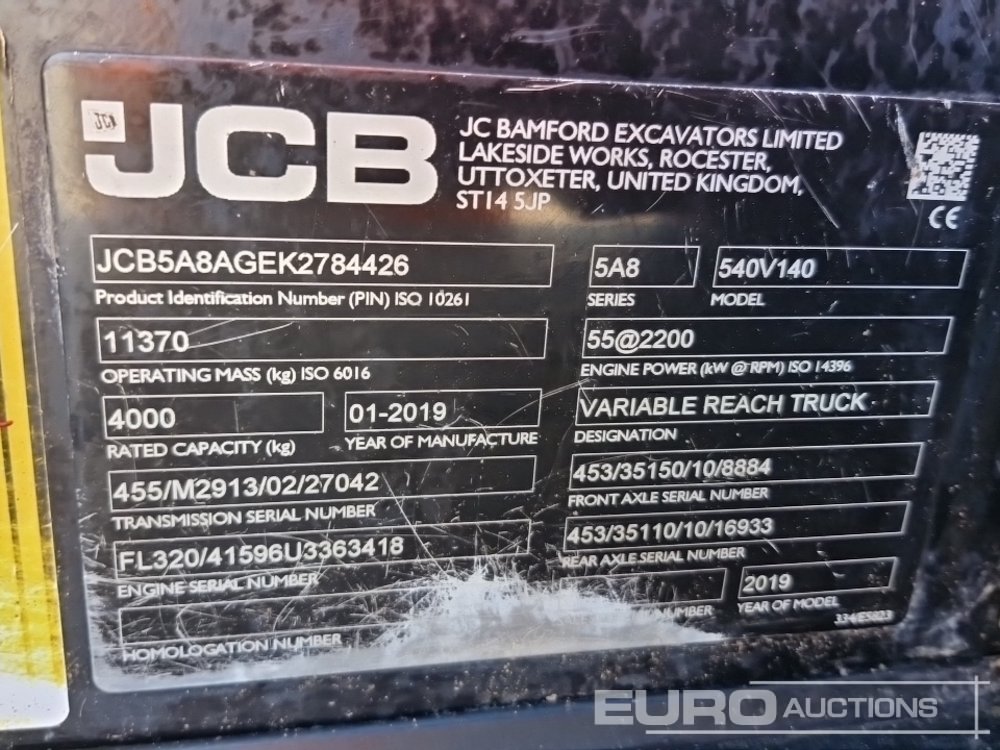 JCB
JC BAMFORD EXCAVATORS LIMITED
LAKESIDE WORKS, ROCESTER,
UTTOXETER, UNITED KINGDOM,
ST14 5JP
CE
JCB5A8AGEK2784426
Product Identification Number (PIN) ISO 10261
5A8
SERIES
540V140
MODEL
11370
OPERATING MASS (kg) ISO 6016
55@2200
ENGINE POWER (kW @ RPM) ISO 14396
4000
RATED CAPACITY (kg)
01-2019
YEAR OF MANUFACTURE
VARIABLE REACH TRUCK
DESIGNATION
455/M2913/02/27042
TRANSMISSION SERIAL NUMBER
453/35150/10/8884
FRONT AXLE SERIAL NUMBER
FL320/41596U3363418
ENGINE SERIAL NUMBER
453/35110/10/16933
REAR AXLE SERIAL NUMBER
HOMOLOGATION NUMBER
NUMBER
2019
YEAR OF MODEL
EURO AUCTIONS